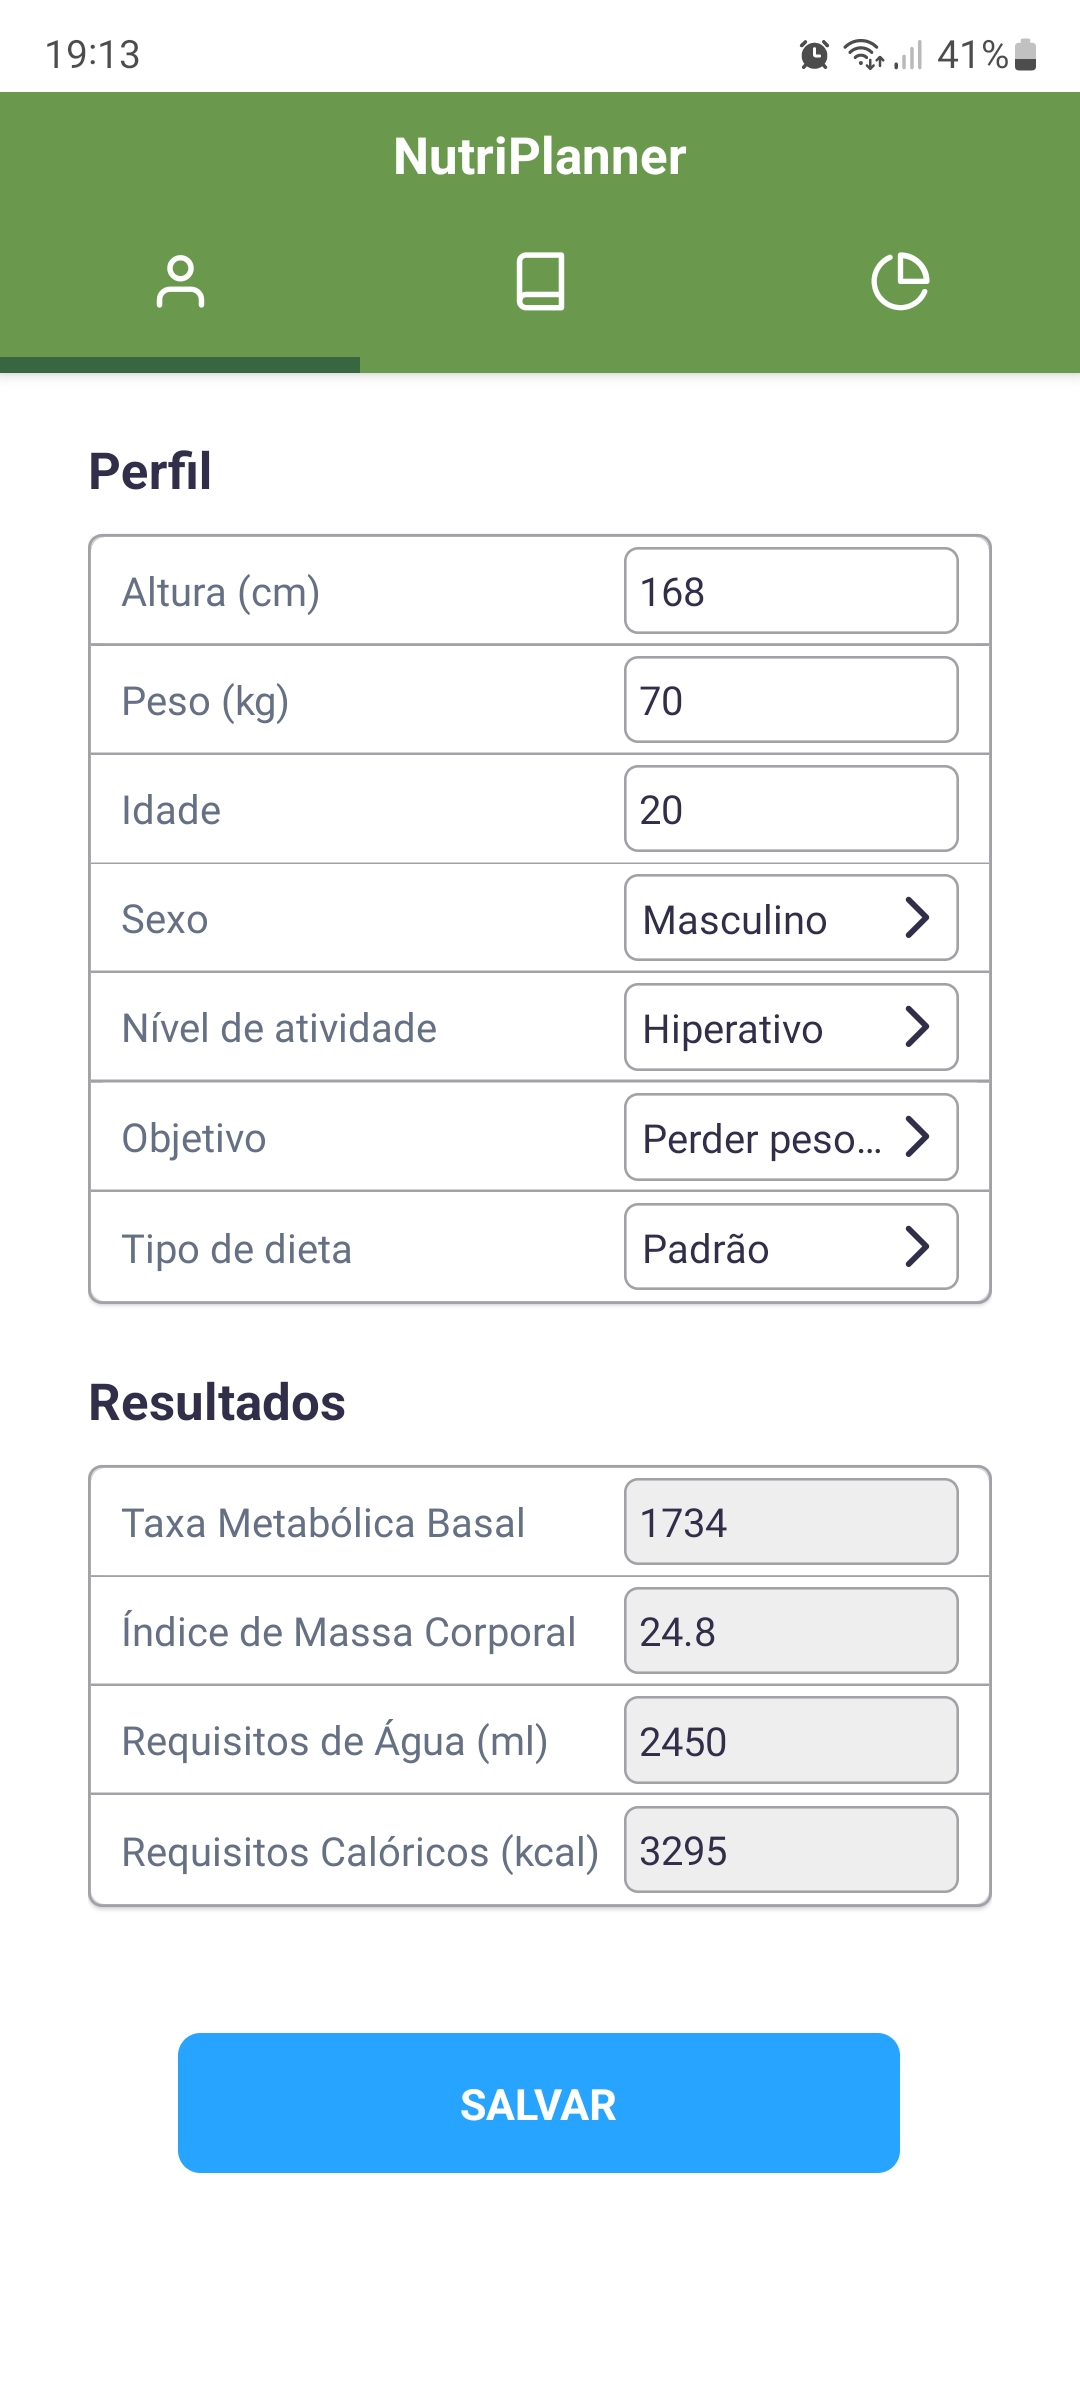 19:13 41%
NutriPlanner
Perfil
Altura (cm) 168
Peso (kg) 70
Idade 20
Sexo Masculino
Nível de atividade Hiperativo
Objetivo Perder peso...
Tipo de dieta Padrão
Resultados
Taxa Metabólica Basal 1734
Índice de Massa Corporal 24.8
Requisitos de Água (ml) 2450
Requisitos Calóricos (kcal) 3295
SALVAR